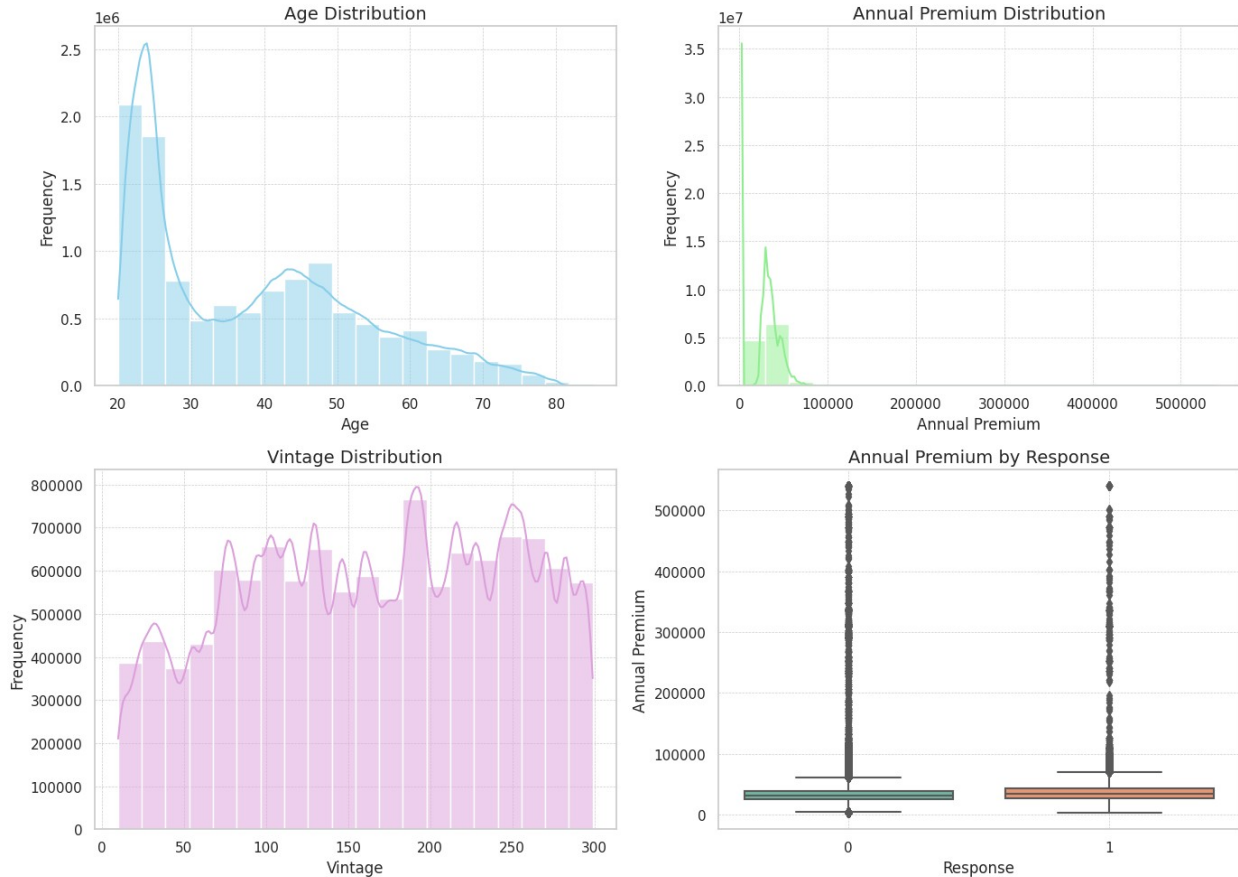 Age Distribution
1e6
2.5
2.0
1.5
1.0
0.5
0.0
Frequency
20 30 40 50 60 70 80
Age
Annual Premium Distribution
1e7
3.5
3.0
2.5
2.0
1.5
1.0
0.5
0.0
Frequency
0 100000 200000 300000 400000 500000
Annual Premium
Vintage Distribution
800000
700000
600000
500000
400000
300000
200000
100000
0
Frequency
0 50 100 150 200 250 300
Vintage
Annual Premium by Response
500000
400000
300000
200000
100000
0
Annual Premium
0 1
Response